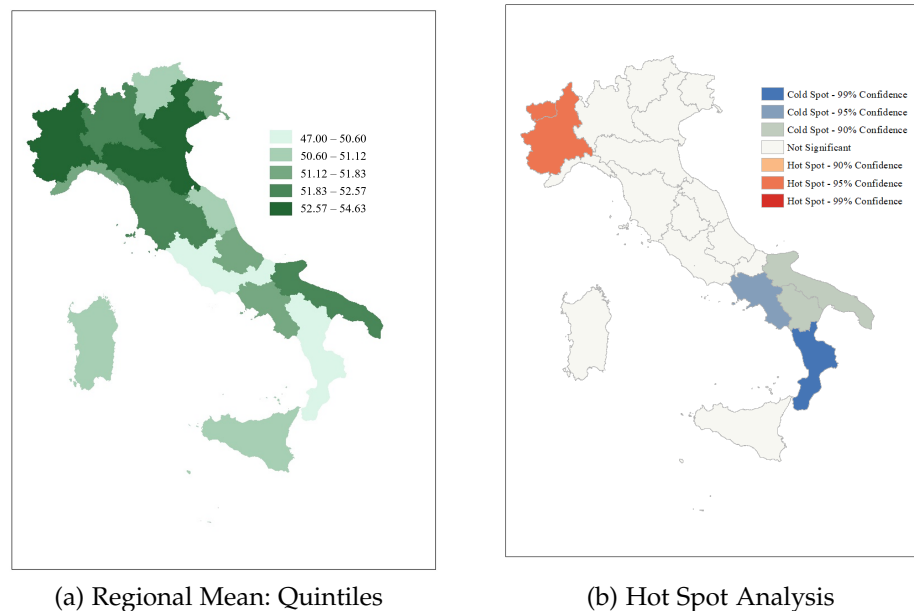 47.00 – 50.60
50.60 – 51.12
51.12 – 51.83
51.83 – 52.57
52.57 – 54.63
Cold Spot - 99% Confidence
Cold Spot - 95% Confidence
Cold Spot - 90% Confidence
Not Significant
Hot Spot - 90% Confidence
Hot Spot - 95% Confidence
Hot Spot - 99% Confidence
(a) Regional Mean: Quintiles
(b) Hot Spot Analysis